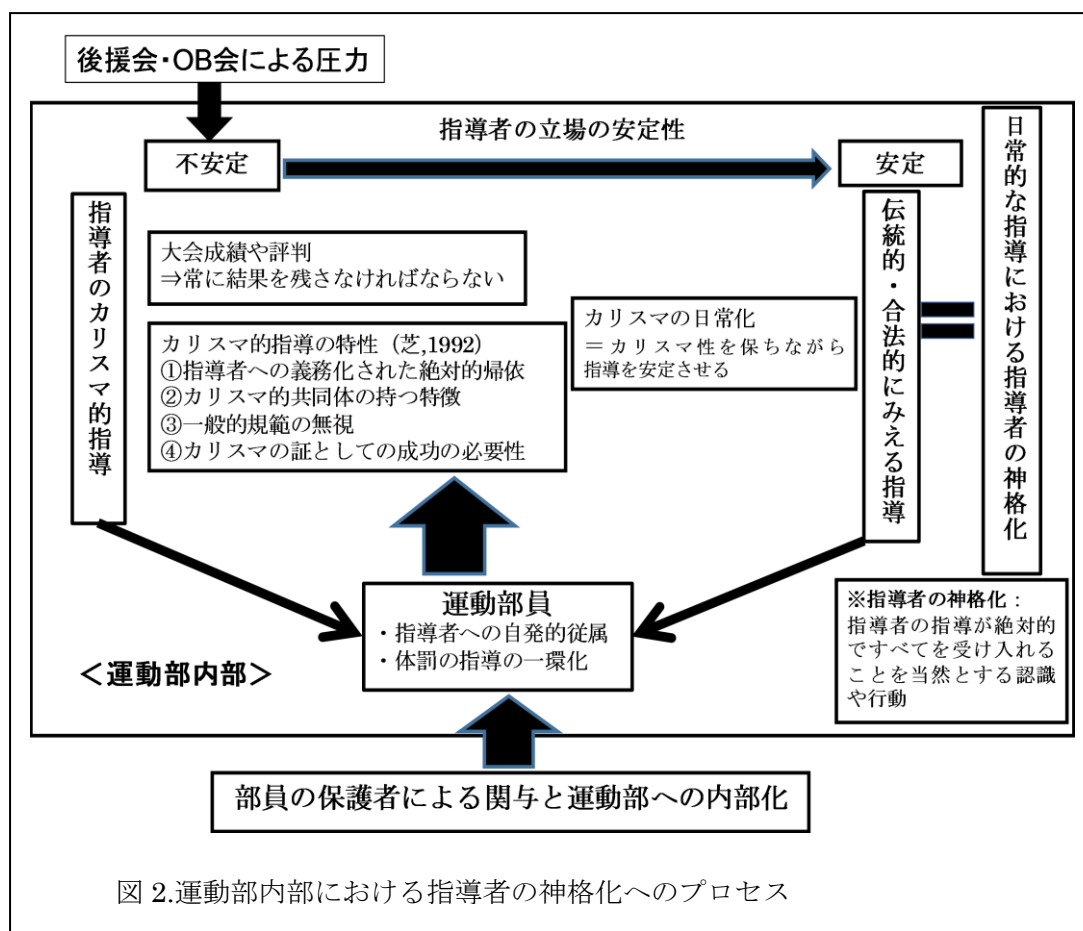 後援会・OB会による圧力
指導者の立場の安定性
不安定
安定
日常的な指導における指導者の神格化
指導者のカリスマ的指導
伝統的・合法的にみえる指導
大会成績や評判
⇒常に結果を残さなければならない
カリスマの日常化
＝カリスマ性を保ちながら
指導を安定させる
カリスマ的指導の特性（芝,1992）
①指導者への義務化された絶対的帰依
②カリスマ的共同体の持つ特徴
③一般的規範の無視
④カリスマの証としての成功の必要性
運動部員
・指導者への自発的従属
・体罰の指導の一環化
＜運動部内部＞
※指導者の神格化：
指導者の指導が絶対的
ですべてを受け入れる
ことを当然とする認識
や行動
部員の保護者による関与と運動部への内部化
図 2.運動部内部における指導者の神格化へのプロセス